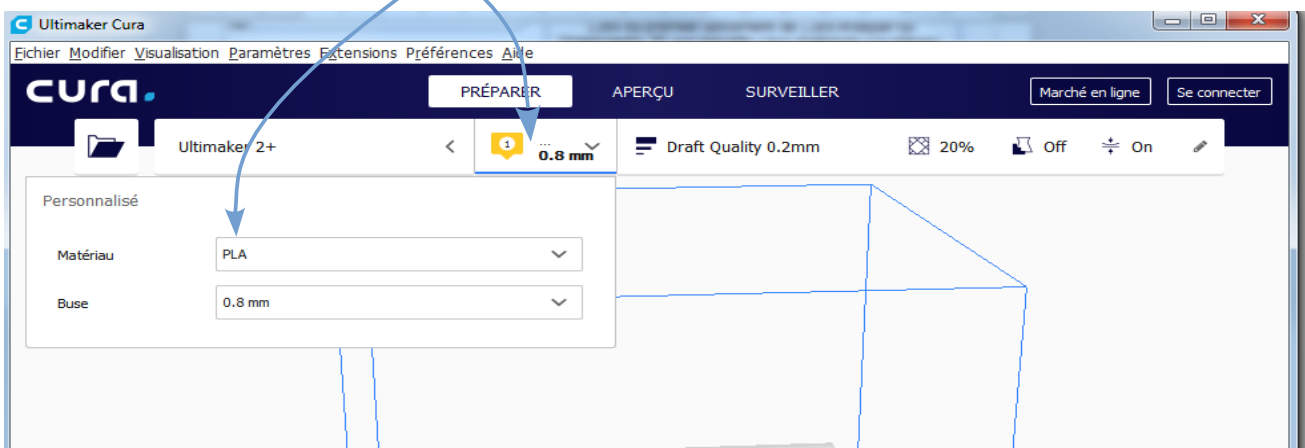 Ultimaker Cura
Fichier Modifier Visualisation Paramètres Extensions Préférences Aide
cura.
PRÉPARER APERÇU SURVEILLER Marché en ligne Se connecter
Ultimaker 2+ 1 ... 0.8 mm Draft Quality 0.2mm 20% Off On
Personnalisé
Matériau PLA
Buse 0.8 mm